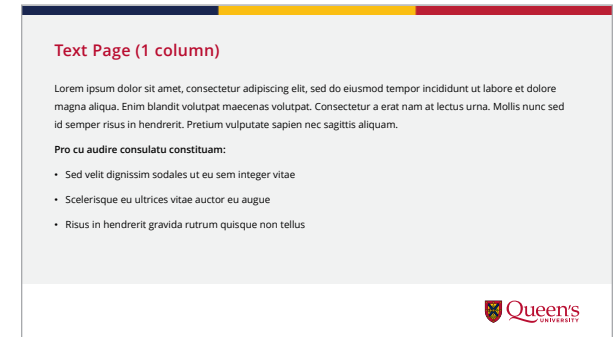 Text Page (1 column)
Lorem ipsum dolor sit amet, consectetur adipiscing elit, sed do eiusmod tempor incididunt ut labore et dolore
magna aliqua. Enim blandit volutpat maecenas volutpat. Consectetur a erat nam at lectus urna. Mollis nunc sed
id semper risus in hendrerit. Pretium vulputate sapien nec sagittis aliquam.
Pro cu audire consulatu constituam:
• Sed velit dignissim sodales ut eu sem integer vitae
• Scelerisque eu ultrices vitae auctor eu augue
• Risus in hendrerit gravida rutrum quisque non tellus
Queen's
UNIVERSITY